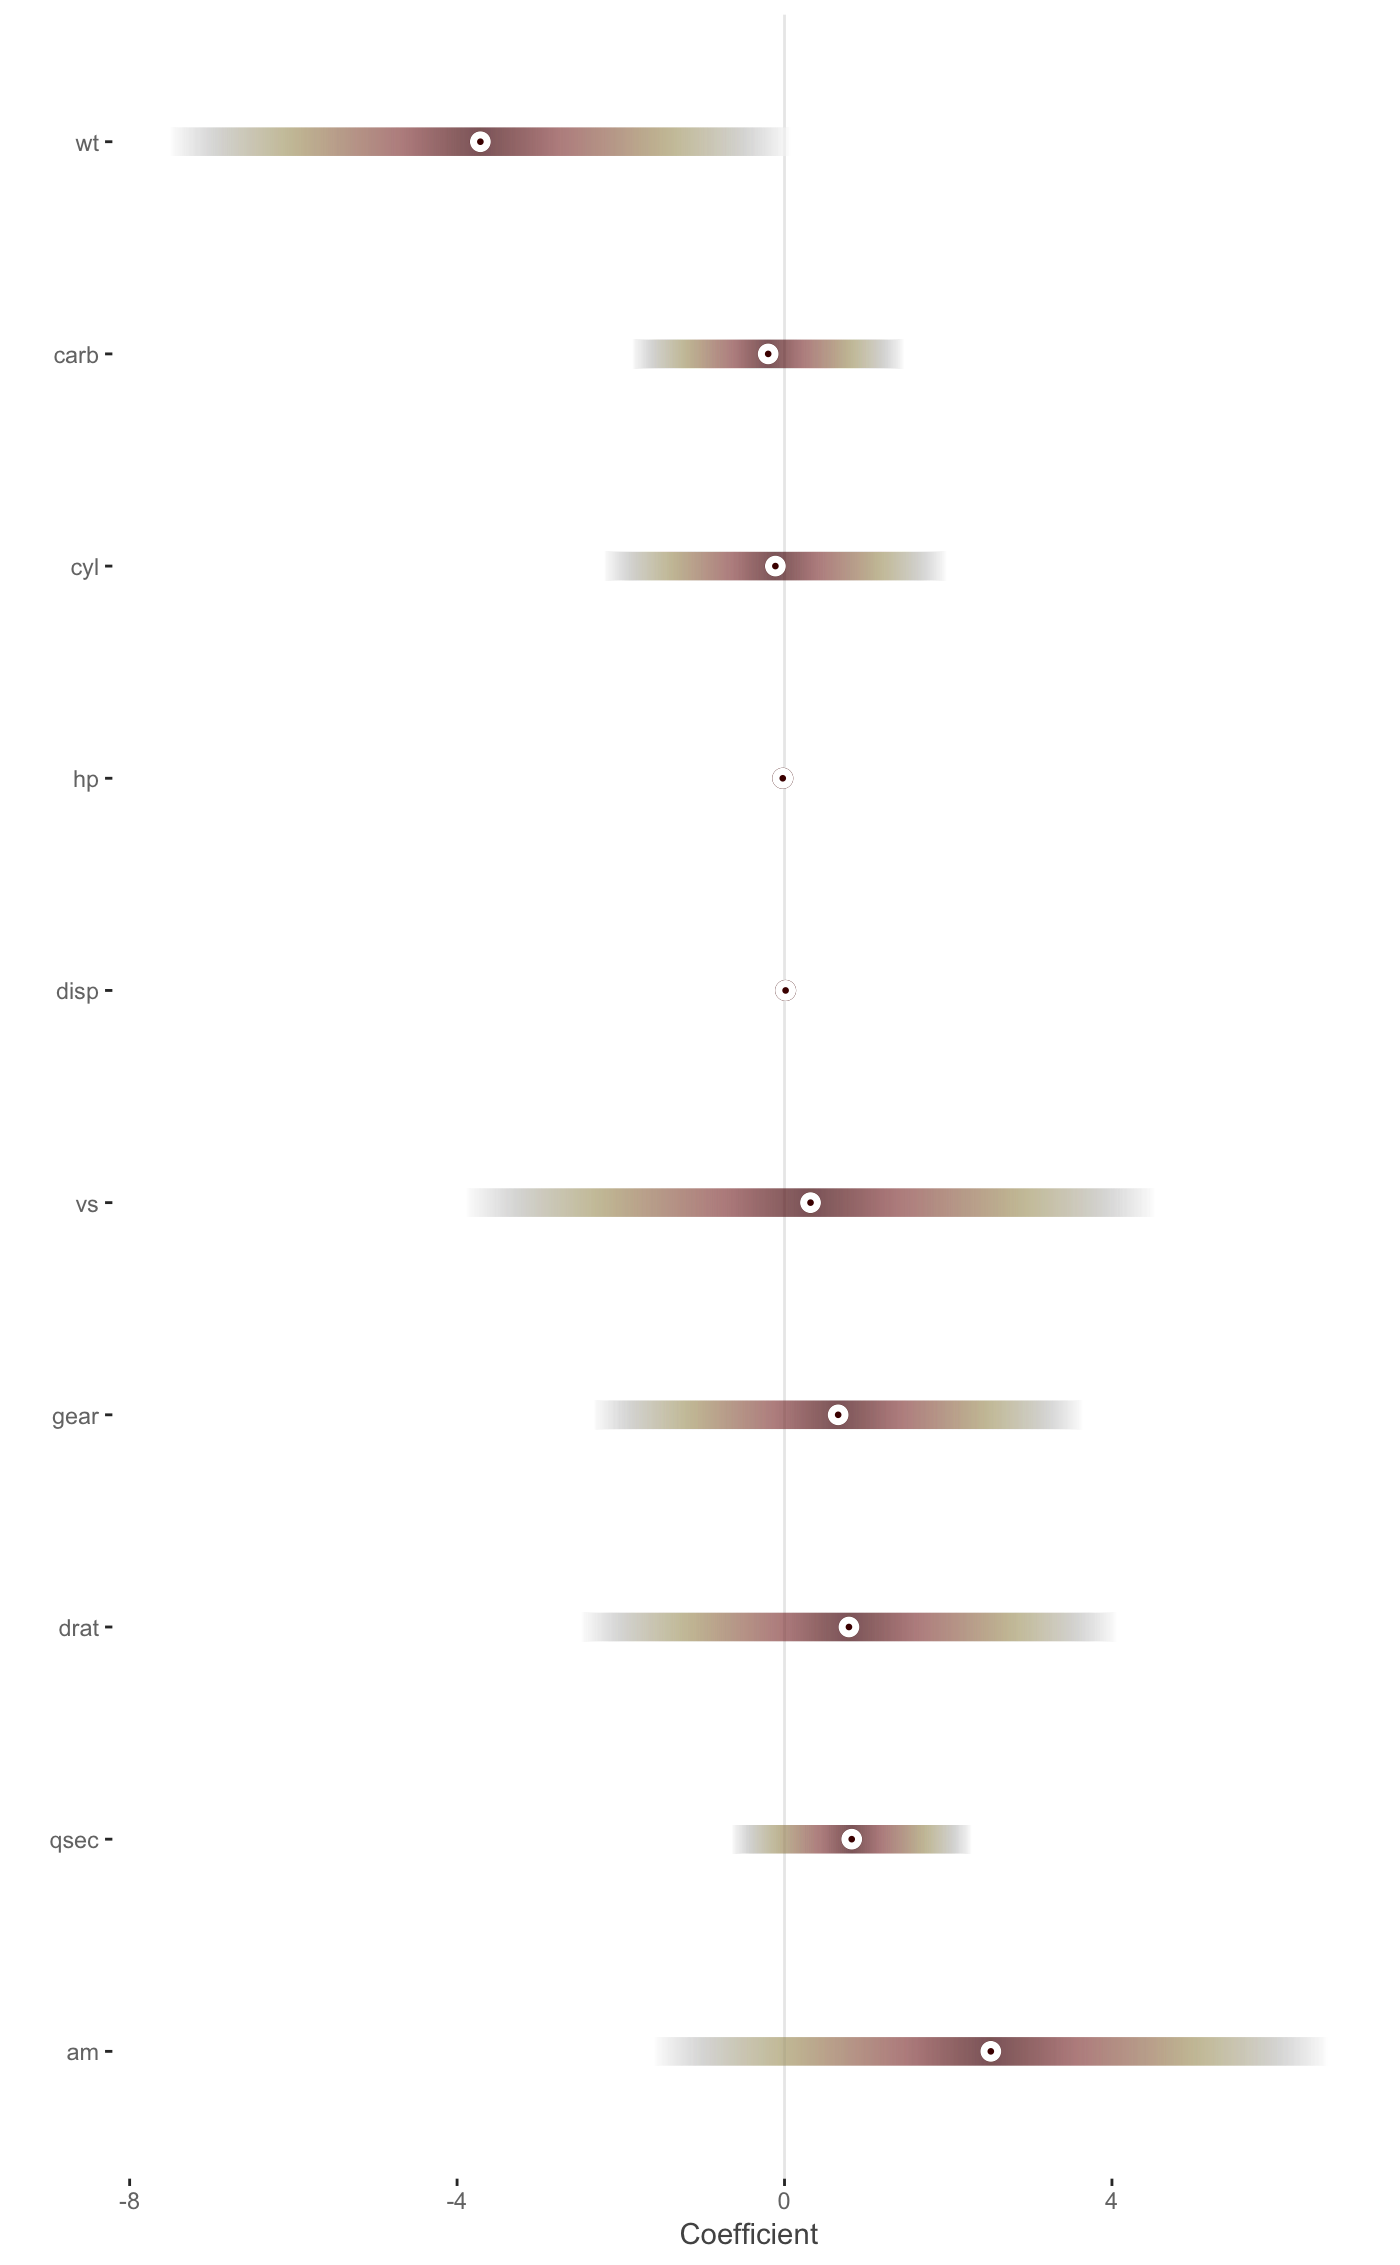 wt
carb
cyl
hp
disp
vs
gear
drat
qsec
am
-8 -4 0 4
Coefficient